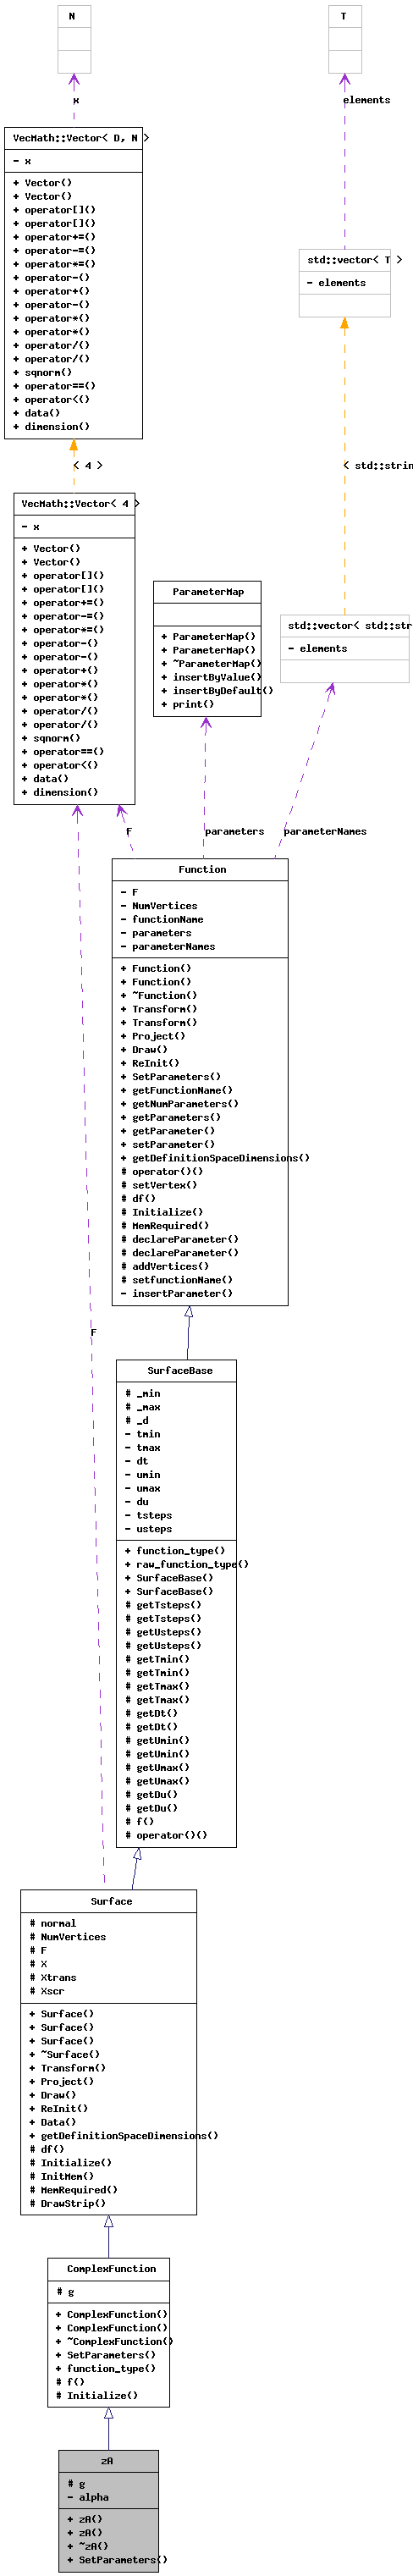 N
T
x
elements
VecMath::Vector< D, N >
- x
+ Vector()
+ Vector()
+ operator[]()
+ operator[]()
+ operator+=()
+ operator-=()
+ operator*=()
+ operator-()
+ operator+()
+ operator-()
+ operator*()
+ operator*()
+ operator/()
+ operator/()
+ sqnorm()
+ operator==()
+ operator<()
+ data()
+ dimension()
std::vector< T >
- elements
< 4 >
< std::strin
VecMath::Vector< 4 >
- x
+ Vector()
+ Vector()
+ operator[]()
+ operator[]()
+ operator+=()
+ operator-=()
+ operator*=()
+ operator-()
+ operator-()
+ operator+()
+ operator*()
+ operator*()
+ operator/()
+ operator/()
+ sqnorm()
+ operator==()
+ operator<()
+ data()
+ dimension()
ParameterMap
+ ParameterMap()
+ ParameterMap()
+ ~ParameterMap()
+ insertByValue()
+ insertByDefault()
+ print()
std::vector< std::str
- elements
F
parameters
parameterNames
Function
- F
- NumVertices
- functionName
- parameters
- parameterNames
+ Function()
+ Function()
+ ~Function()
+ Transform()
+ Transform()
+ Project()
+ Draw()
+ ReInit()
+ SetParameters()
+ getFunctionName()
+ getNumParameters()
+ getParameters()
+ getParameter()
+ setParameter()
+ getDefinitionSpaceDimensions()
# operator()()
# setVertex()
# df()
# Initialize()
# MemRequired()
# declareParameter()
# declareParameter()
# addVertices()
# setfunctionName()
- insertParameter()
F
SurfaceBase
# _min
# _max
# _d
- tmin
- tmax
- dt
- umin
- umax
- du
- tsteps
- usteps
+ function_type()
+ raw_function_type()
+ SurfaceBase()
+ SurfaceBase()
# getTsteps()
# getTsteps()
# getUsteps()
# getUsteps()
# getTmin()
# getTmin()
# getTmax()
# getTmax()
# getDt()
# getDt()
# getUmin()
# getUmin()
# getUmax()
# getUmax()
# getDu()
# getDu()
# f()
# operator()()
Surface
# normal
# NumVertices
# F
# X
# Xtrans
# Xscr
+ Surface()
+ Surface()
+ Surface()
+ ~Surface()
+ Transform()
+ Project()
+ Draw()
+ ReInit()
+ Data()
+ getDefinitionSpaceDimensions()
# df()
# Initialize()
# InitMem()
# MemRequired()
# DrawStrip()
ComplexFunction
# g
+ ComplexFunction()
+ ComplexFunction()
+ ~ComplexFunction()
+ SetParameters()
+ function_type()
# f()
# Initialize()
zA
# g
- alpha
+ zA()
+ zA()
+ ~zA()
+ SetParameters()